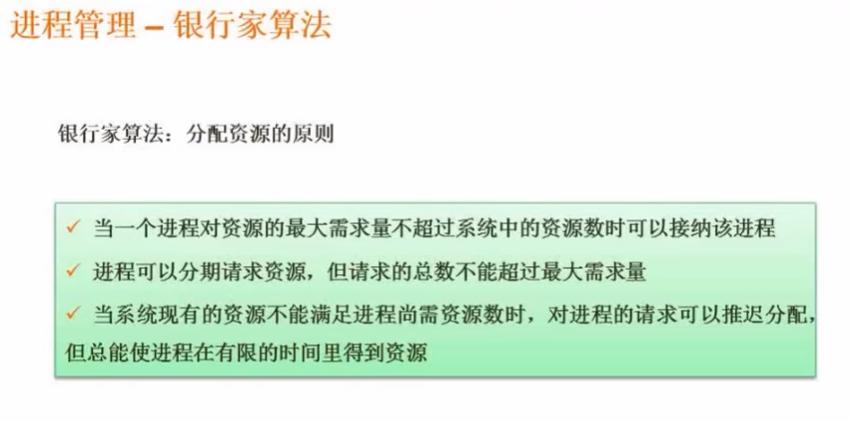 进程管理 – 银行家算法
银行家算法：分配资源的原则
✓ 当一个进程对资源的最大需求量不超过系统中的资源数时可以接纳该进程
✓ 进程可以分期请求资源，但请求的总数不能超过最大需求量
✓ 当系统现有的资源不能满足进程尚需资源数时，对进程的请求可以推迟分配，
但总能使进程在有限的时间里得到资源